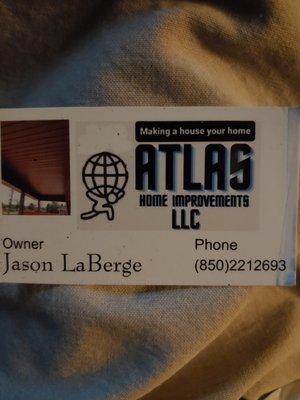 Making a house your home
ATLAS
HOME IMPROVEMENTS
LLC
Owner
Jason LaBerge
Phone
(850)2212693